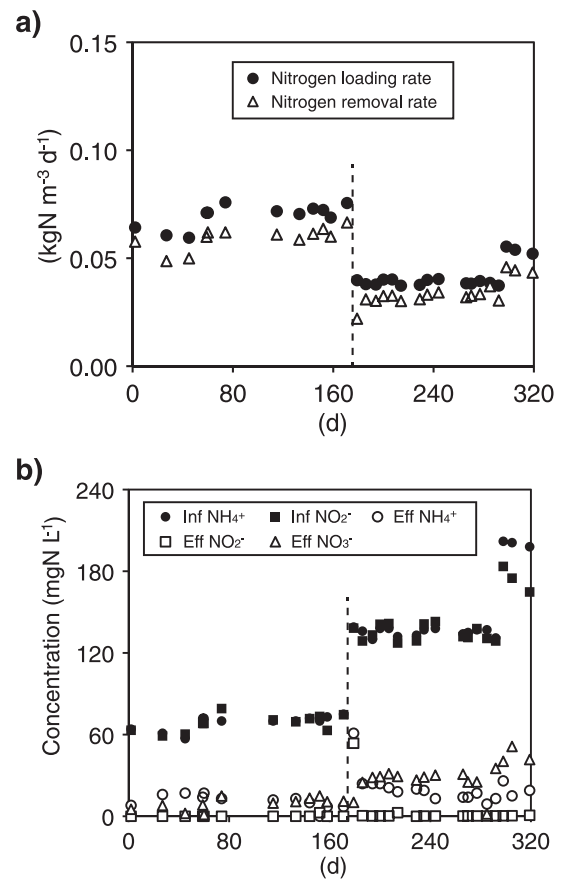 a)
0.15
Nitrogen loading rate
Nitrogen removal rate
0.10
(kgN m⁻³ d⁻¹)
0.05
0.00
0 80 160 240 320
(d)
b)
240
Inf NH₄⁺ Inf NO₂⁻ Eff NH₄⁺
Eff NO₂⁻ Eff NO₃⁻
180
Concentration (mgN L⁻¹)
120
60
0
0 80 160 240 320
(d)